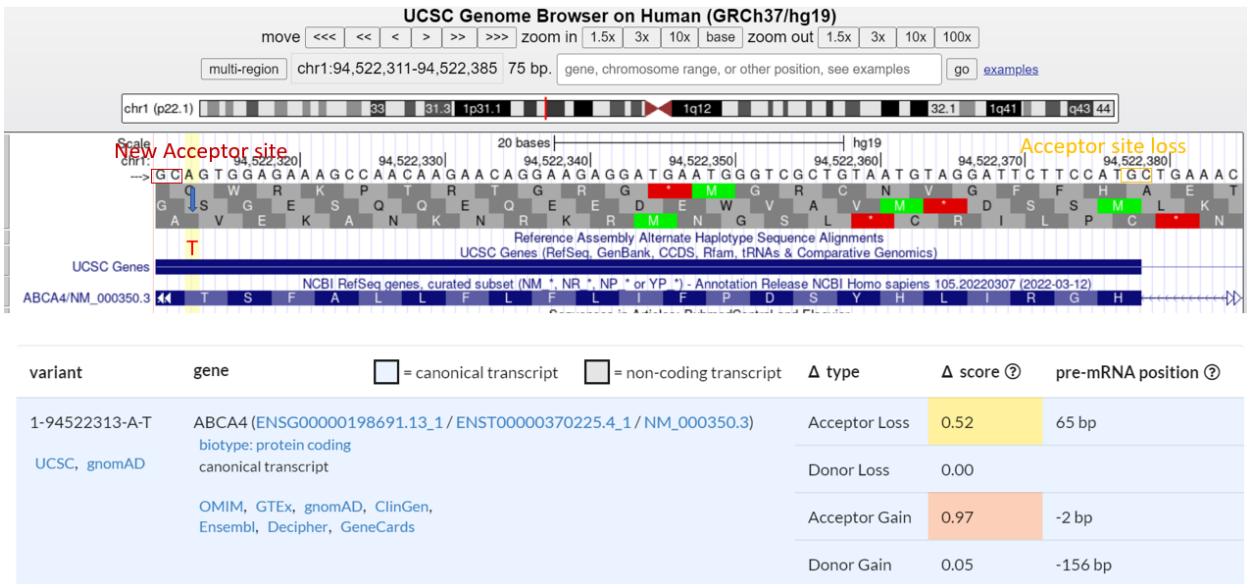 UCSC Genome Browser on Human (GRCh37/hg19)
move <<< << < > >> >>> zoom in 1.5x 3x 10x base zoom out 1.5x 3x 10x 100x
multi-region chr1:94,522,311-94,522,385 75 bp. gene, chromosome range, or other position, see examples go examples
chr1 (p22.1) 33 31.3 1p31.1 1q12 32.1 1q41 q43 44
Scale 20 bases hg19
New Acceptor site Acceptor site loss
chr1: 94,522,320 94,522,330 94,522,340 94,522,350 94,522,360 94,522,370 94,522,380
---> G C A G T G G A G A A A G C C A A C A A G A A C A G G A A G A G G A T G A A T G G G T C G C T G T A A T G T A G G A T T C T T C C A T G C T G A A A C
Q W R K P T R T G R G * M G R C N V G F F H A E T
G S G E S Q Q E Q E E D E W V A V M * D S S M L K
A V E K A N K N R K R M N G S L * C R I L P C * N
T
Reference Assembly Alternate Haplotype Sequence Alignments
UCSC Genes (RefSeq, GenBank, CCDS, Rfam, tRNAs & Comparative Genomics)
UCSC Genes
NCBI RefSeq genes, curated subset (NM_*, NR_*, NP_* or YP_*) - Annotation Release NCBI Homo sapiens 105.20220307 (2022-03-12)
ABCA4/NM_000350.3 T S F A L L F L F L I F P D S Y H L I R G H
variant gene = canonical transcript = non-coding transcript Δ type Δ score ? pre-mRNA position ?
1-94522313-A-T ABCA4 (ENSG00000198691.13_1 / ENST00000370225.4_1 / NM_000350.3) Acceptor Loss 0.52 65 bp
biotype: protein coding
UCSC, gnomAD canonical transcript Donor Loss 0.00
OMIM, GTEx, gnomAD, ClinGen, Acceptor Gain 0.97 -2 bp
Ensembl, Decipher, GeneCards
Donor Gain 0.05 -156 bp